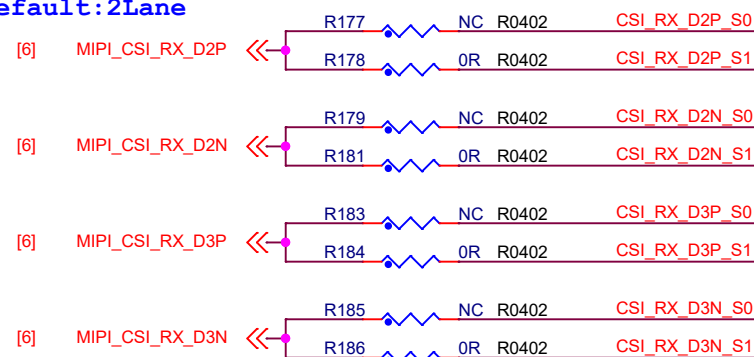 efault:2Lane
R177 NC R0402 CSI_RX_D2P_S0
[6] MIPI_CSI_RX_D2P
R178 0R R0402 CSI_RX_D2P_S1
R179 NC R0402 CSI_RX_D2N_S0
[6] MIPI_CSI_RX_D2N
R181 0R R0402 CSI_RX_D2N_S1
R183 NC R0402 CSI_RX_D3P_S0
[6] MIPI_CSI_RX_D3P
R184 0R R0402 CSI_RX_D3P_S1
R185 NC R0402 CSI_RX_D3N_S0
[6] MIPI_CSI_RX_D3N
R186 0R R0402 CSI_RX_D3N_S1